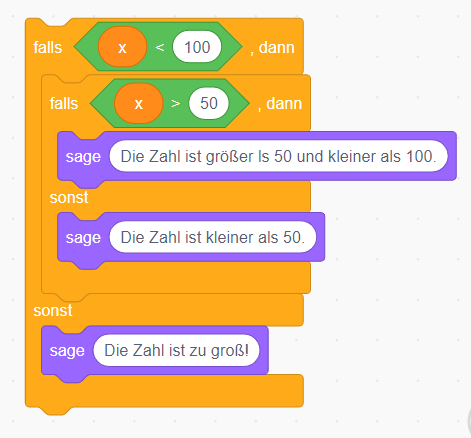 falls x < 100 , dann
falls x > 50 , dann
sage Die Zahl ist größer ls 50 und kleiner als 100.
sonst
sage Die Zahl ist kleiner als 50.
sonst
sage Die Zahl ist zu groß!